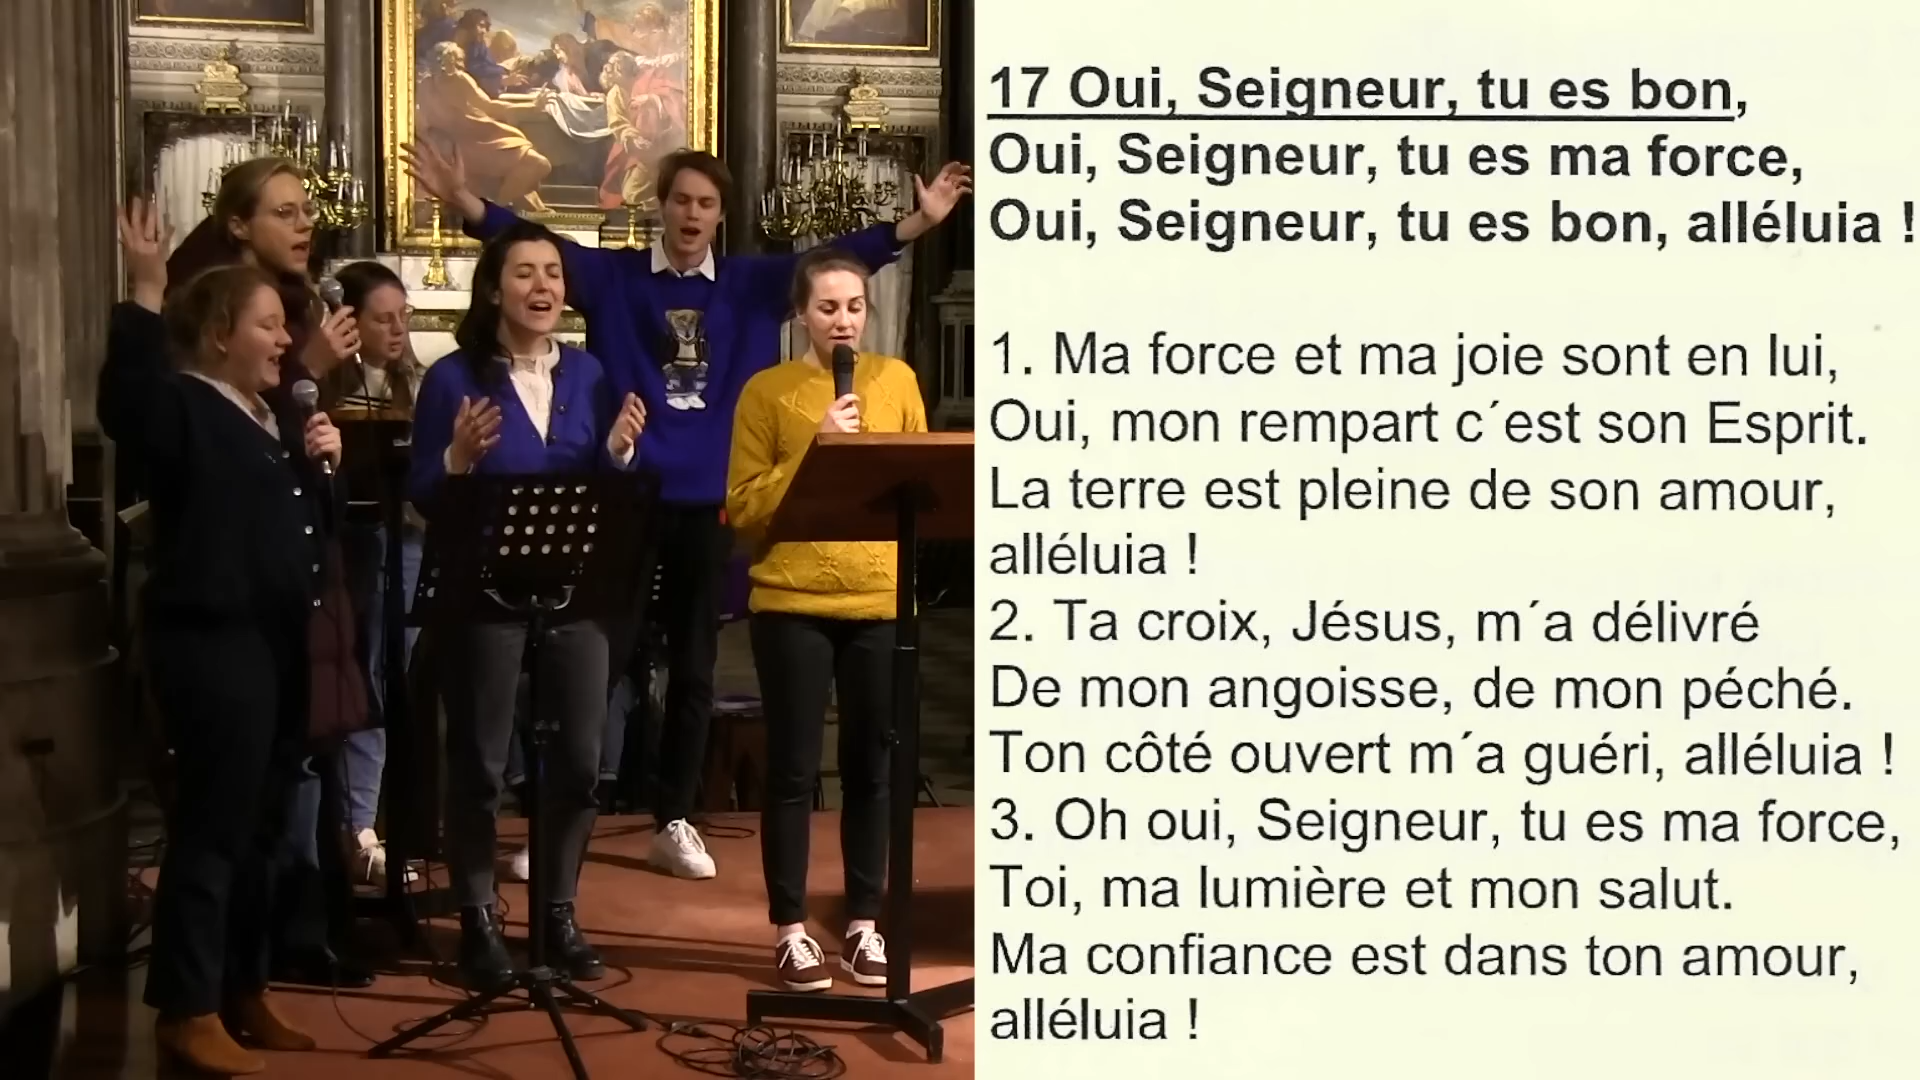 17 Oui, Seigneur, tu es bon,
Oui, Seigneur, tu es ma force,
Oui, Seigneur, tu es bon, alléluia !
1. Ma force et ma joie sont en lui,
Oui, mon rempart c´est son Esprit.
La terre est pleine de son amour,
alléluia !
2. Ta croix, Jésus, m´a délivré
De mon angoisse, de mon péché.
Ton côté ouvert m´a guéri, alléluia !
3. Oh oui, Seigneur, tu es ma force,
Toi, ma lumière et mon salut.
Ma confiance est dans ton amour,
alléluia !